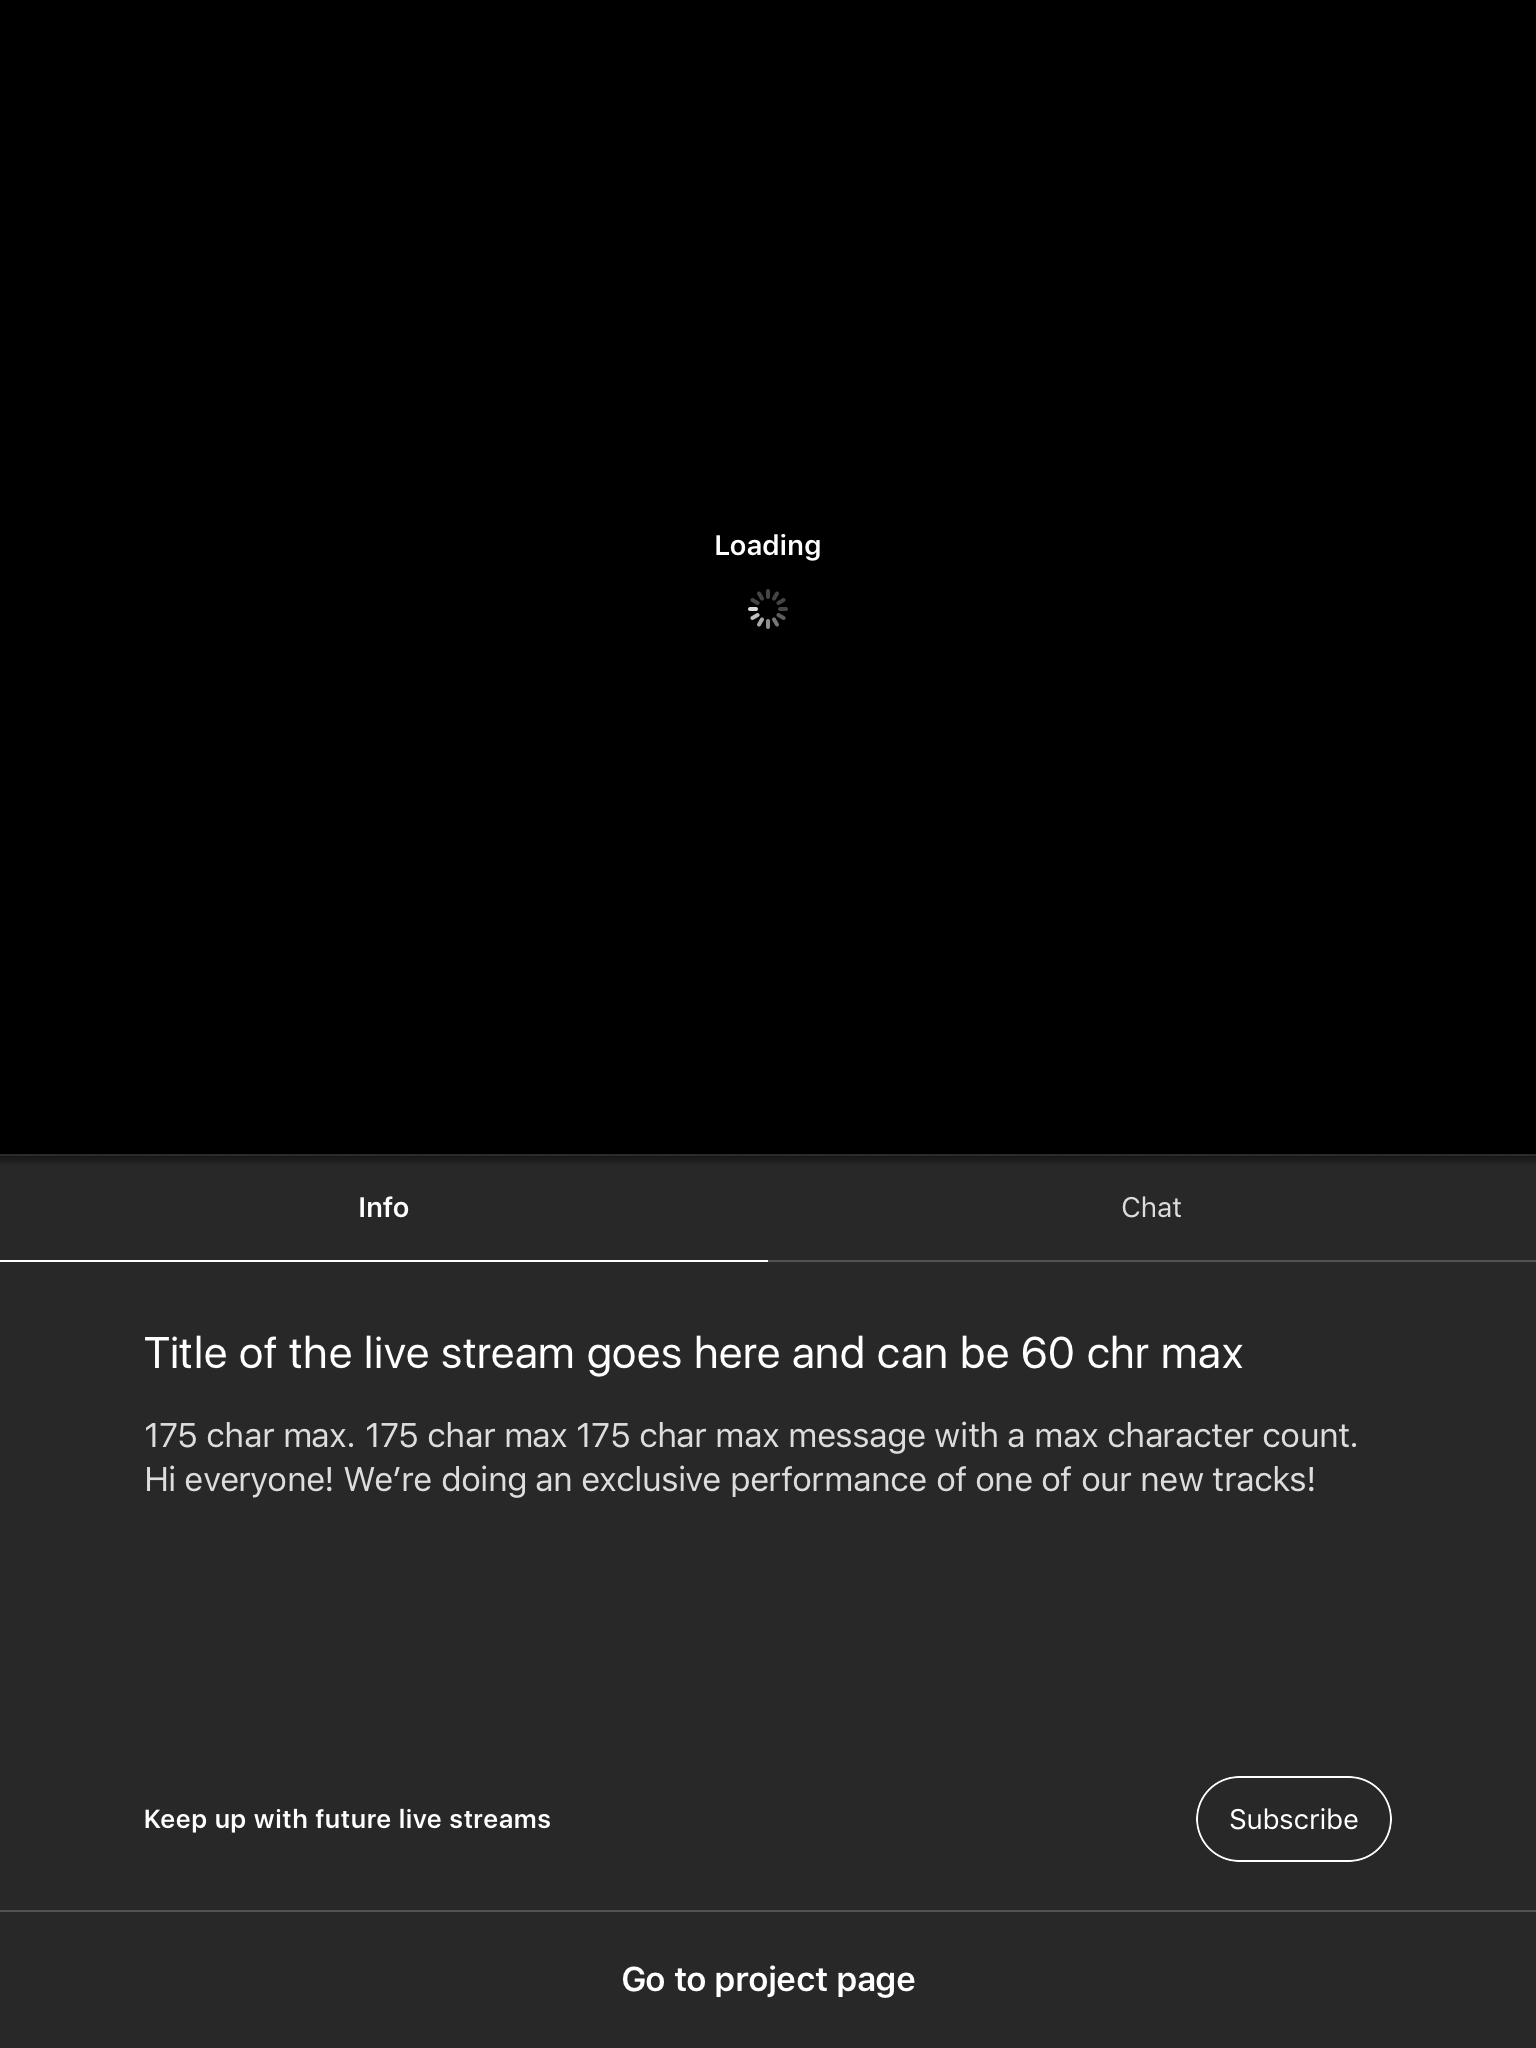 Loading
Info
Chat
Title of the live stream goes here and can be 60 chr max
175 char max. 175 char max 175 char max message with a max character count.
Hi everyone! We’re doing an exclusive performance of one of our new tracks!
Keep up with future live streams
Subscribe
Go to project page